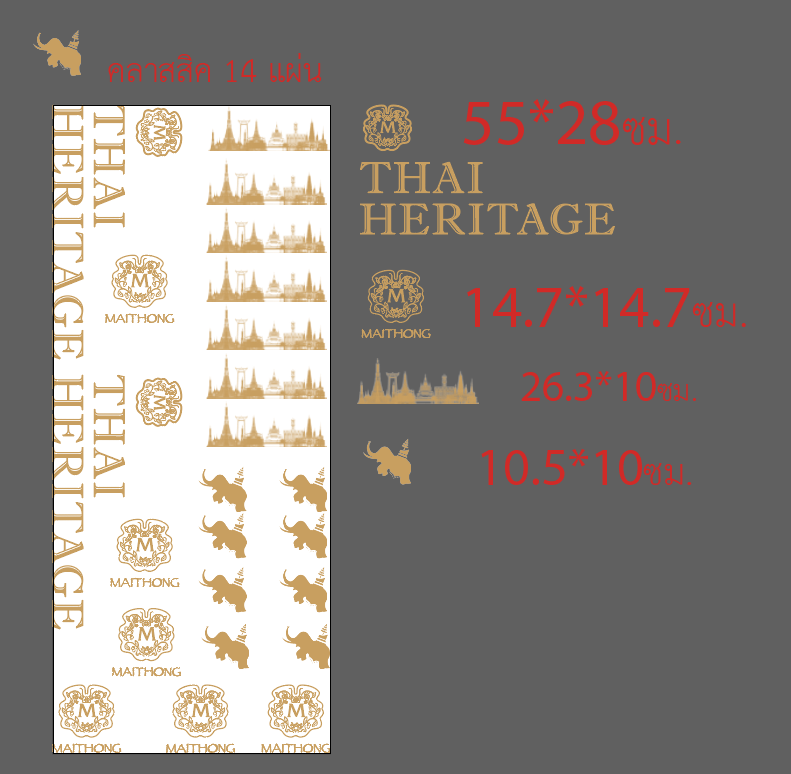 คลาสสิค 14 แผ่น
THAI
HERITAGE
M
MAITHONG
THAI
HERITAGE
M
M
MAITHONG
M
MAITHONG
M
MAITHONG
M
MAITHONG
M
MAITHONG
M
55*28ซม.
M
THAI
HERITAGE
14.7*14.7ซม.
M
MAITHONG
26.3*10ซม.
10.5*10ซม.